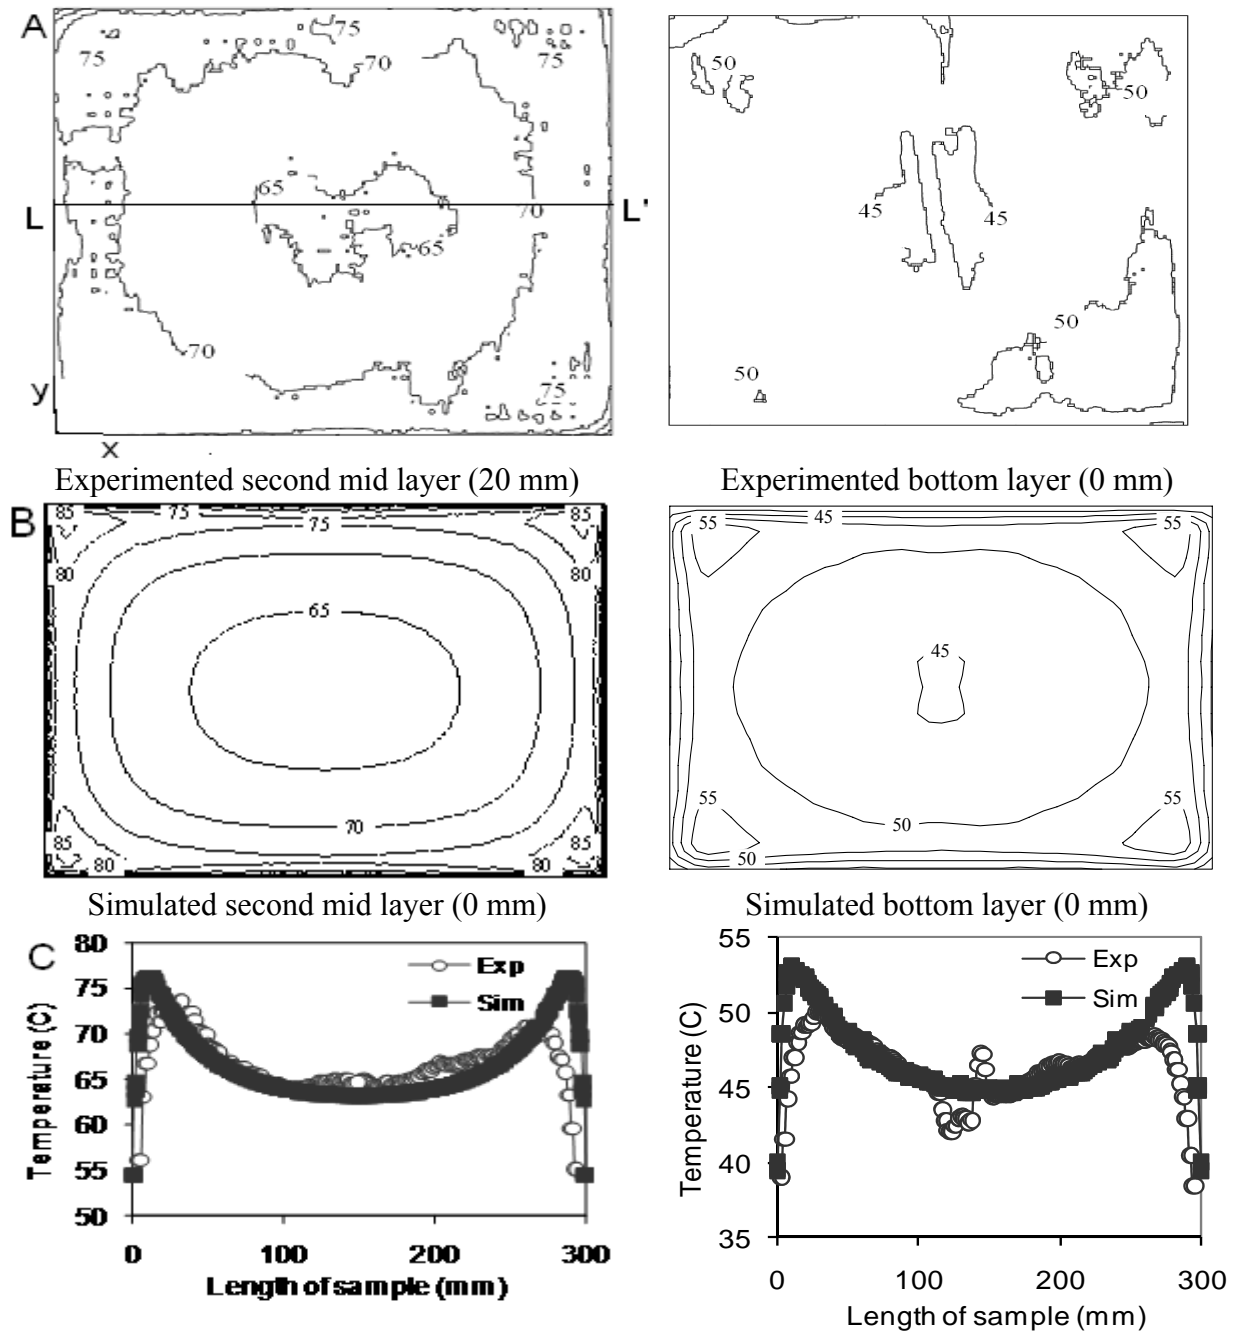 A
75
75
75
70
50
50
65
45
45
L
70
L'
65
50
70
50
y
75
x
Experimented second mid layer (20 mm)
Experimented bottom layer (0 mm)
B
85
75
85
75
80
80
65
70
85
85
80
80
55
45
55
45
55
55
50
50
Simulated second mid layer (0 mm)
Simulated bottom layer (0 mm)
C
80
75
70
65
60
55
50
Temperature (C)
Exp
Sim
0
100
200
300
Length of sample (mm)
55
50
45
40
35
Temperature (C)
Exp
Sim
0
100
200
300
Length of sample (mm)